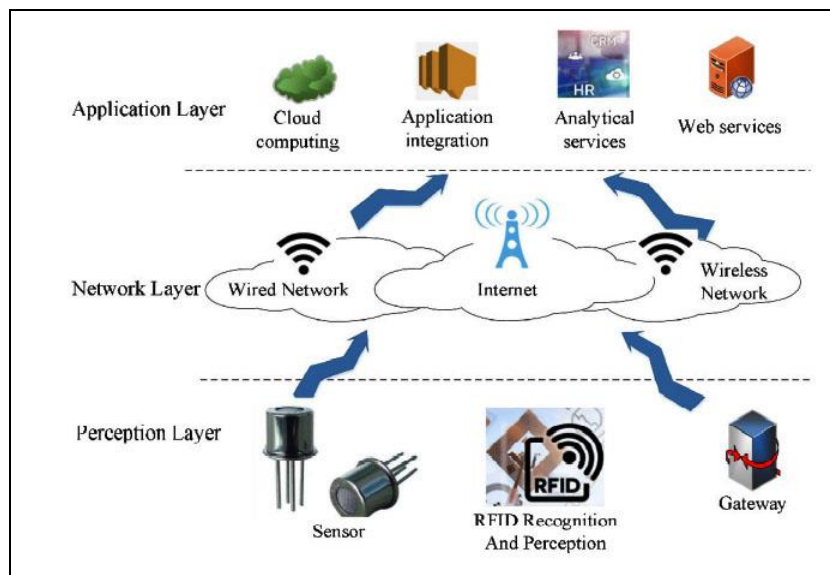 Application Layer
Cloud
computing
Application
integration
CRM
HR
Analytical
services
Web services
Network Layer
Wired Network
Internet
Wireless
Network
Perception Layer
Sensor
RFID
RFID Recognition
And Perception
Gateway